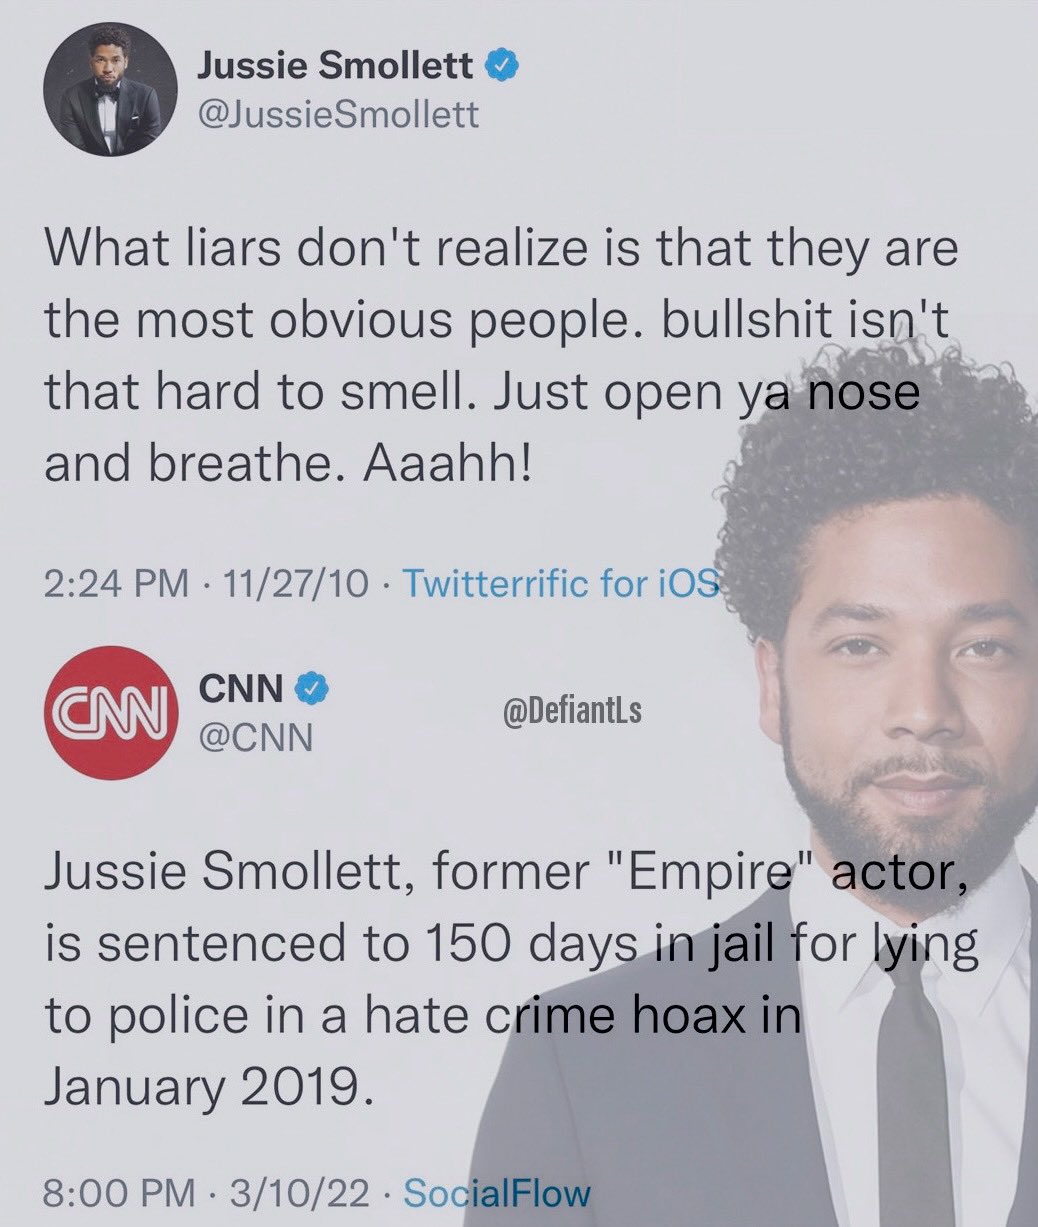 Jussie Smollett
@JussieSmollett
What liars don't realize is that they are
the most obvious people. bullshit isn't
that hard to smell. Just open ya nose
and breathe. Aaahh!
2:24 PM · 11/27/10 · Twitterrific for iOS
CNN
CNN
@CNN
@DefiantLs
Jussie Smollett, former "Empire" actor,
is sentenced to 150 days in jail for lying
to police in a hate crime hoax in
January 2019.
8:00 PM · 3/10/22 · SocialFlow